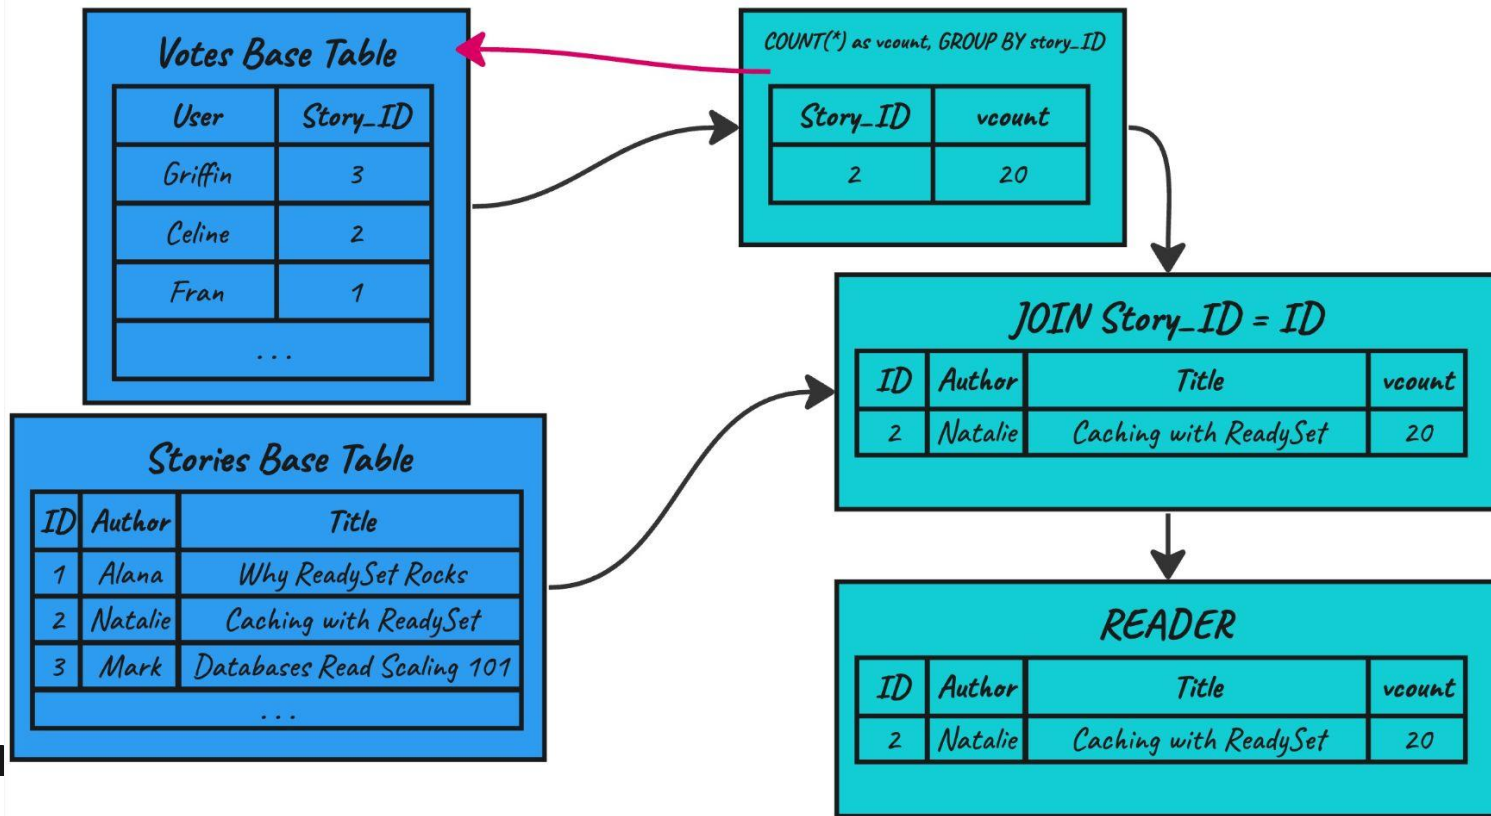 Votes Base Table
User Story_ID
Griffin 3
Celine 2
Fran 1
...
Stories Base Table
ID Author Title
1 Alana Why ReadySet Rocks
2 Natalie Caching with ReadySet
3 Mark Databases Read Scaling 101
...
COUNT(*) as vcount, GROUP BY story_ID
Story_ID vcount
2 20
JOIN Story_ID = ID
ID Author Title vcount
2 Natalie Caching with ReadySet 20
READER
ID Author Title vcount
2 Natalie Caching with ReadySet 20